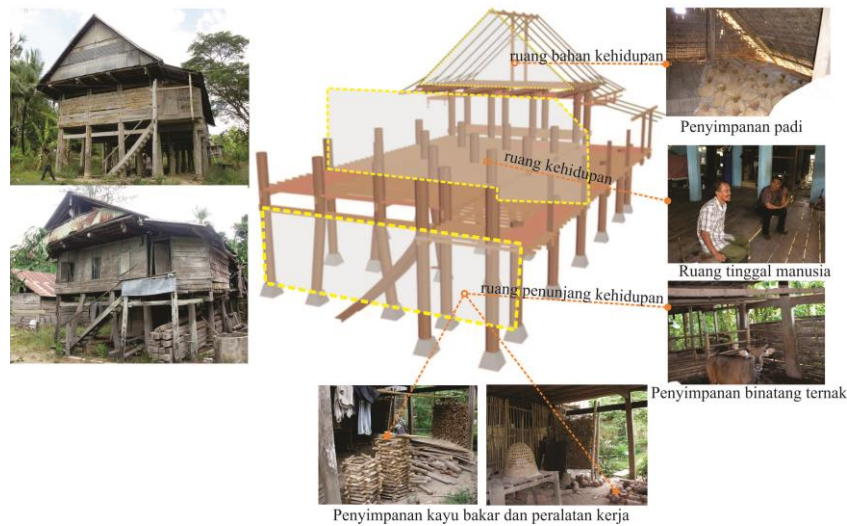 ruang bahan kehidupan
Penyimpanan padi
ruang kehidupan
Ruang tinggal manusia
ruang penunjang kehidupan
Penyimpanan binatang ternak
Penyimpanan kayu bakar dan peralatan kerja